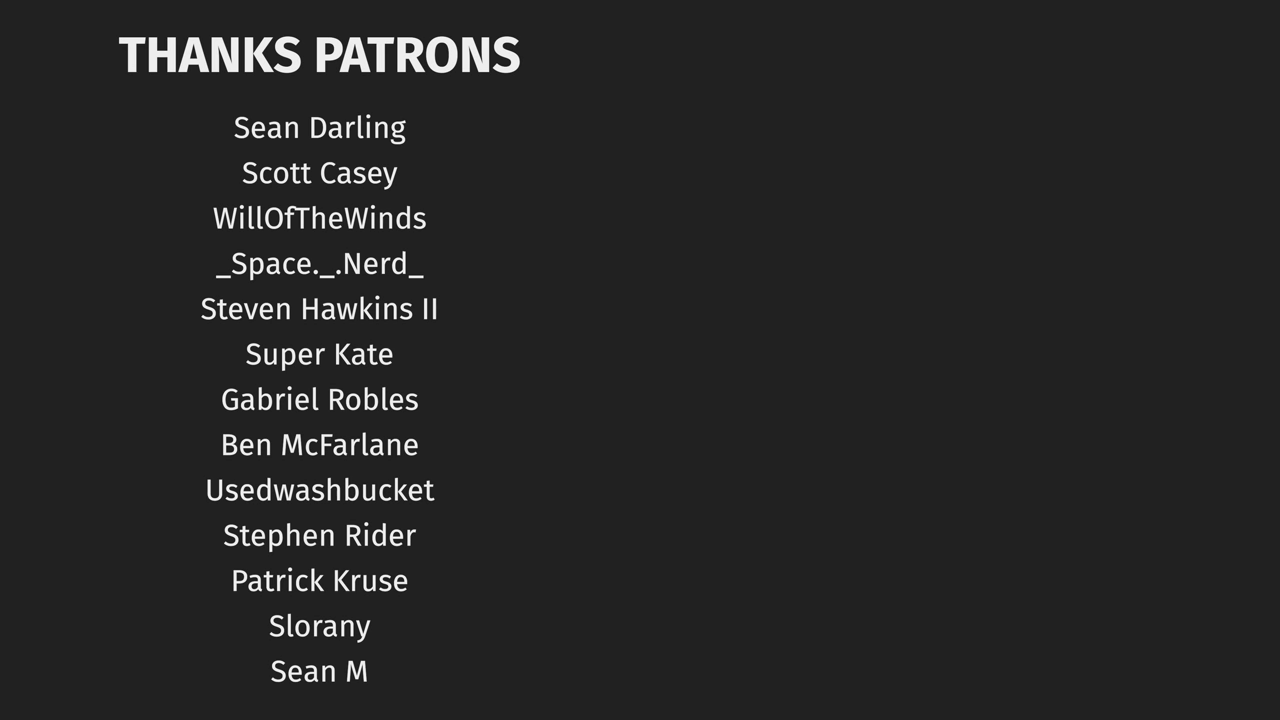 THANKS PATRONS
Sean Darling
Scott Casey
WillOfTheWinds
_Space._.Nerd_
Steven Hawkins II
Super Kate
Gabriel Robles
Ben McFarlane
Usedwashbucket
Stephen Rider
Patrick Kruse
Slorany
Sean M